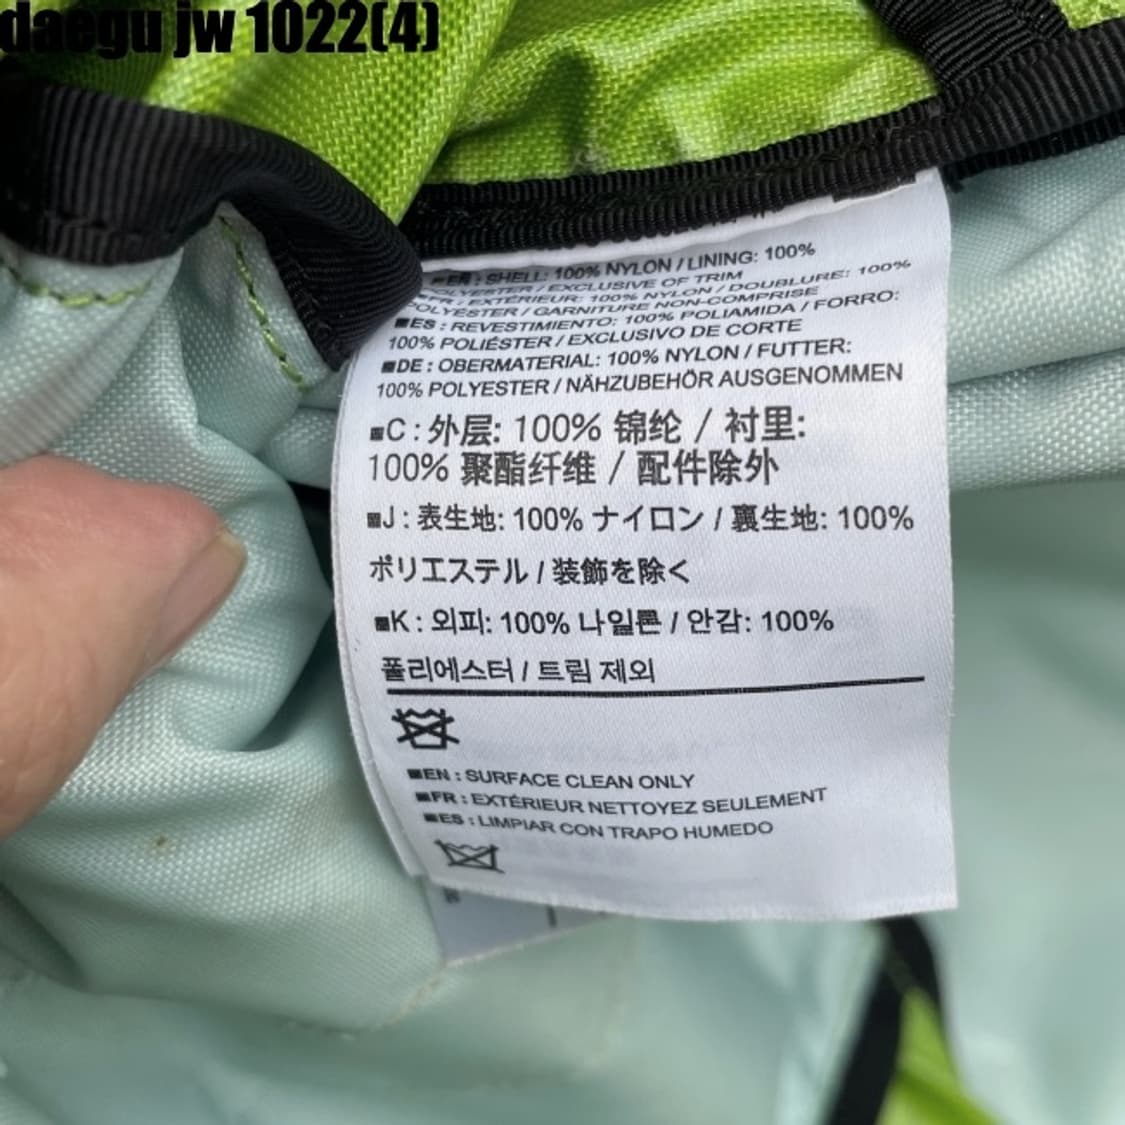 daegu jw 1022(4)
EN : SHELL: 100% NYLON / LINING: 100%
POLYESTER / EXCLUSIVE OF TRIM
FR : EXTÉRIEUR: 100% NYLON / DOUBLURE: 100%
POLYESTER / GARNITURE NON-COMPRISE
■ES : REVESTIMIENTO: 100% POLIAMIDA / FORRO:
100% POLIÉSTER / EXCLUSIVO DE CORTE
■DE : OBERMATERIAL: 100% NYLON / FUTTER:
100% POLYESTER / NÄHZUBEHÖR AUSGENOMMEN
■C : 外层: 100% 锦纶 / 衬里:
100% 聚酯纤维 / 配件除外
■J : 表生地: 100% ナイロン / 裏生地: 100%
ポリエステル / 装飾を除く
■K : 외피: 100% 나일론 / 안감: 100%
폴리에스터 / 트림 제외
■EN : SURFACE CLEAN ONLY
■FR : EXTÉRIEUR NETTOYEZ SEULEMENT
■ES : LIMPIAR CON TRAPO HUMEDO